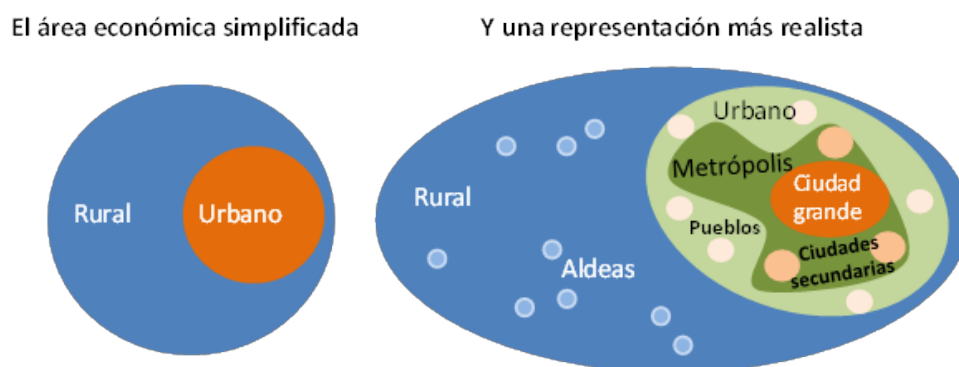 El área económica simplificada
Y una representación más realista
Rural
Urbano
Urbano
Metrópolis
Ciudad
grande
Rural
Pueblos
Ciudades
secundarias
Aldeas